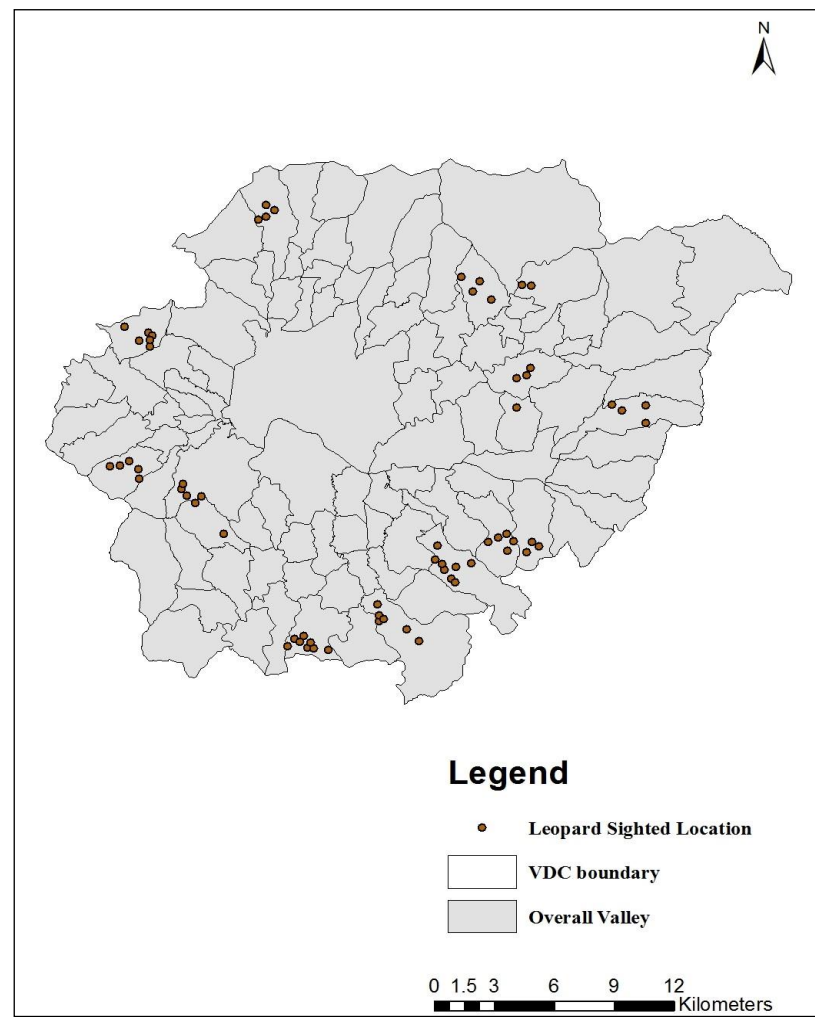 N
Legend
Leopard Sighted Location
VDC boundary
Overall Valley
0 1.5 3 6 9 12
Kilometers